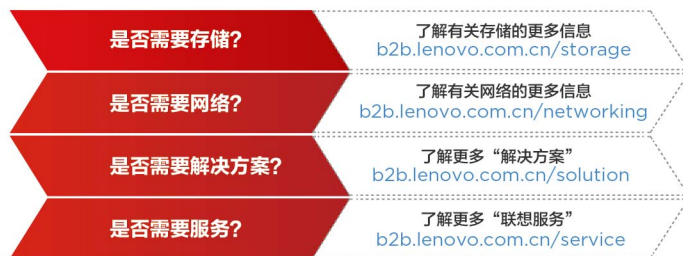 是否需要存储?
了解有关存储的更多信息
b2b.lenovo.com.cn/storage
是否需要网络?
了解有关网络的更多信息
b2b.lenovo.com.cn/networking
是否需要解决方案?
了解更多“解决方案”
b2b.lenovo.com.cn/solution
是否需要服务?
了解更多“联想服务”
b2b.lenovo.com.cn/service